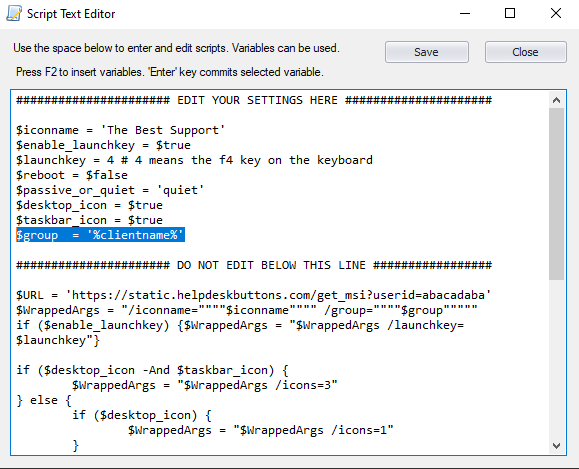 Script Text Editor
Use the space below to enter and edit scripts. Variables can be used.
Save
Close
Press F2 to insert variables. 'Enter' key commits selected variable.
###################### EDIT YOUR SETTINGS HERE #####################
$iconname = 'The Best Support'
$enable_launchkey = $true
$launchkey = 4 # 4 means the f4 key on the keyboard
$reboot = $false
$passive_or_quiet = 'quiet'
$desktop_icon = $true
$taskbar_icon = $true
$group  = '%clientname%'
###################### DO NOT EDIT BELOW THIS LINE #################
$URL = 'https://static.helpdeskbuttons.com/get_msi?userid=abacadaba'
$WrappedArgs = "/iconname=""""$iconname"""" /group=""""$group"""""
if ($enable_launchkey) {$WrappedArgs = "$WrappedArgs /launchkey=
$launchkey"}
if ($desktop_icon -And $taskbar_icon) {
        $WrappedArgs = "$WrappedArgs /icons=3"
} else {
        if ($desktop_icon) {
                $WrappedArgs = "$WrappedArgs /icons=1"
        }